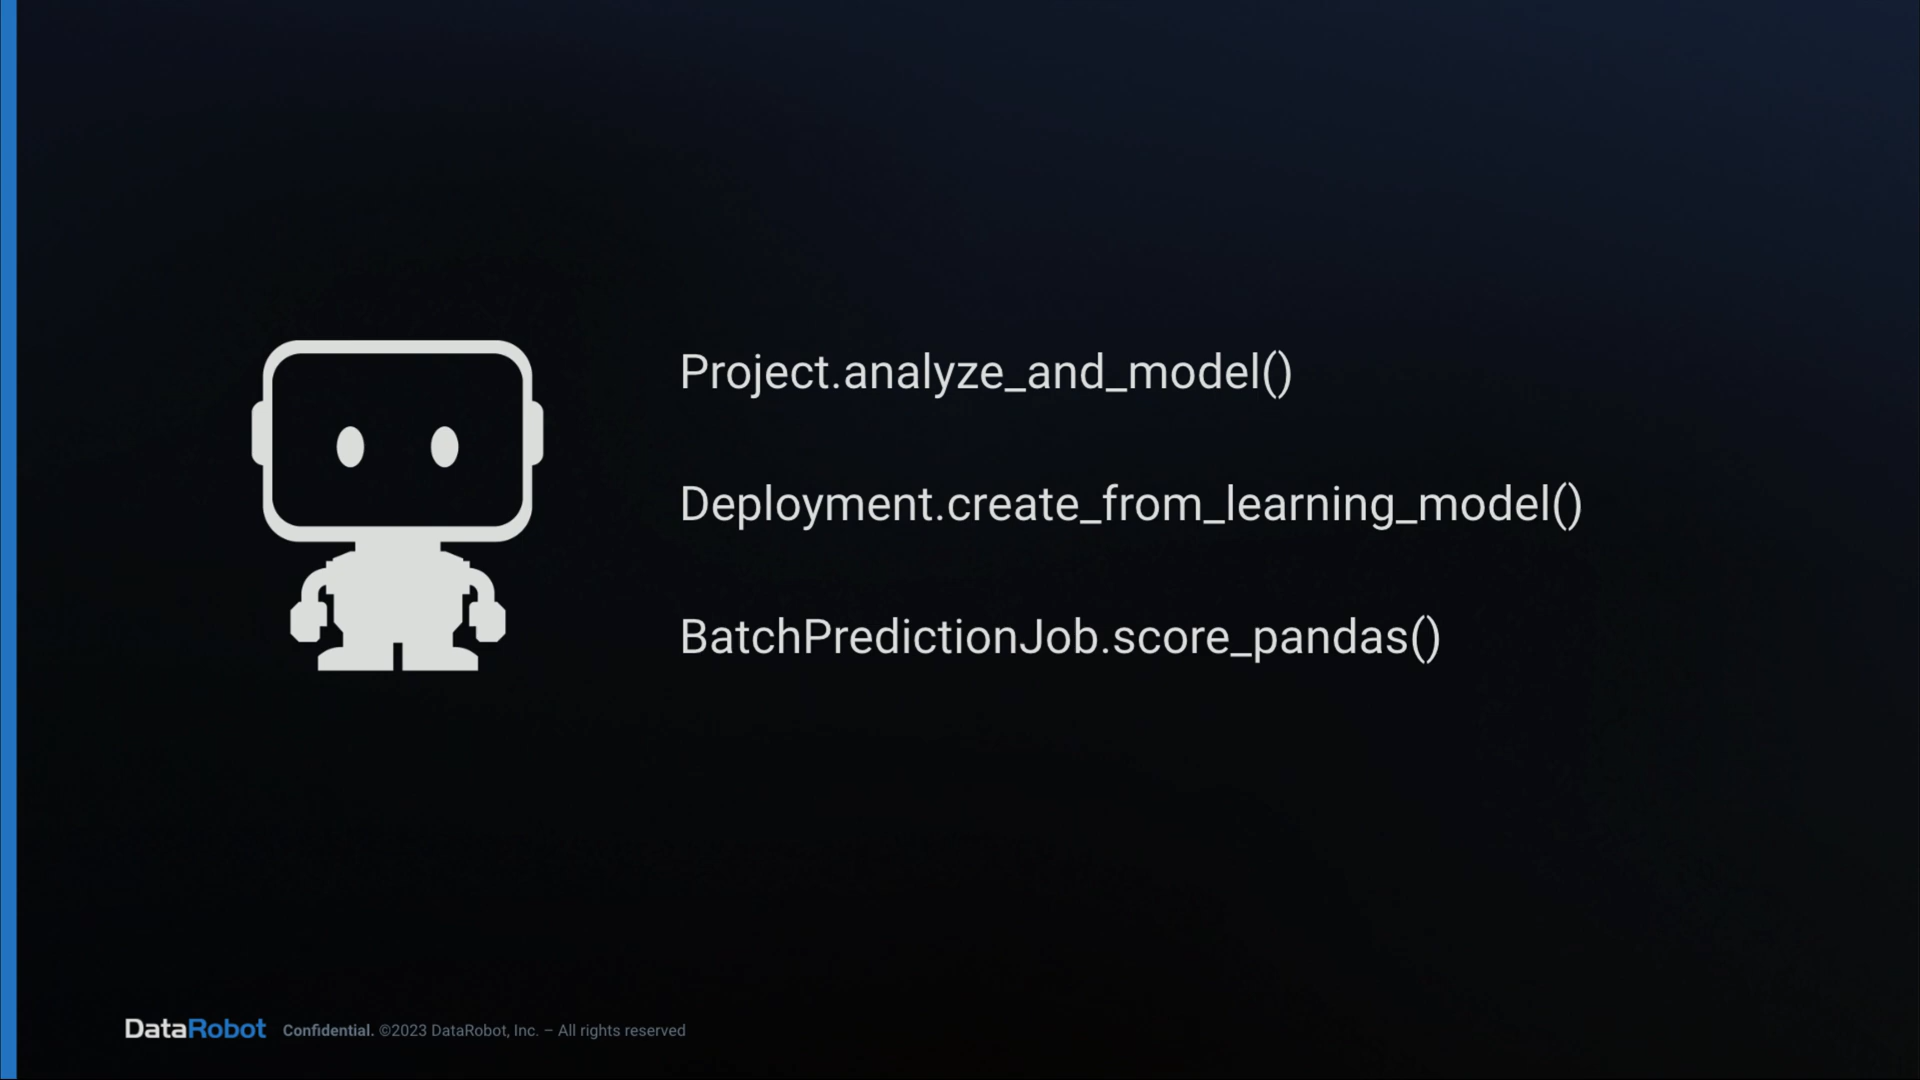 Project.analyze_and_model()
Deployment.create_from_learning_model()
BatchPredictionJob.score_pandas()
DataRobot Confidential. ©2023 DataRobot, Inc. – All rights reserved